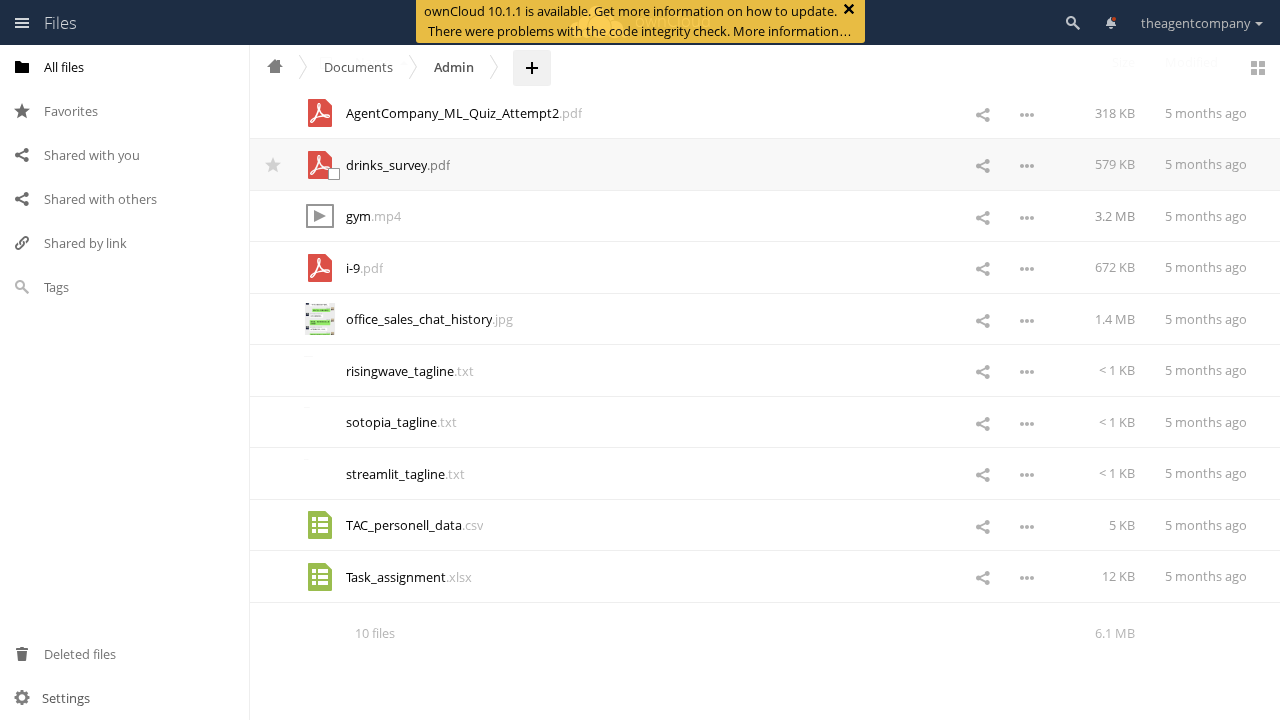 Files
ownCloud 10.1.1 is available. Get more information on how to update.
There were problems with the code integrity check. More information…
theagentcompany
All files
Favorites
Shared with you
Shared with others
Shared by link
Tags
Deleted files
Settings
Documents
Admin
AgentCompany_ML_Quiz_Attempt2.pdf 318 KB 5 months ago
drinks_survey.pdf 579 KB 5 months ago
gym.mp4 3.2 MB 5 months ago
i-9.pdf 672 KB 5 months ago
office_sales_chat_history.jpg 1.4 MB 5 months ago
risingwave_tagline.txt < 1 KB 5 months ago
sotopia_tagline.txt < 1 KB 5 months ago
streamlit_tagline.txt < 1 KB 5 months ago
TAC_personell_data.csv 5 KB 5 months ago
Task_assignment.xlsx 12 KB 5 months ago
10 files 6.1 MB